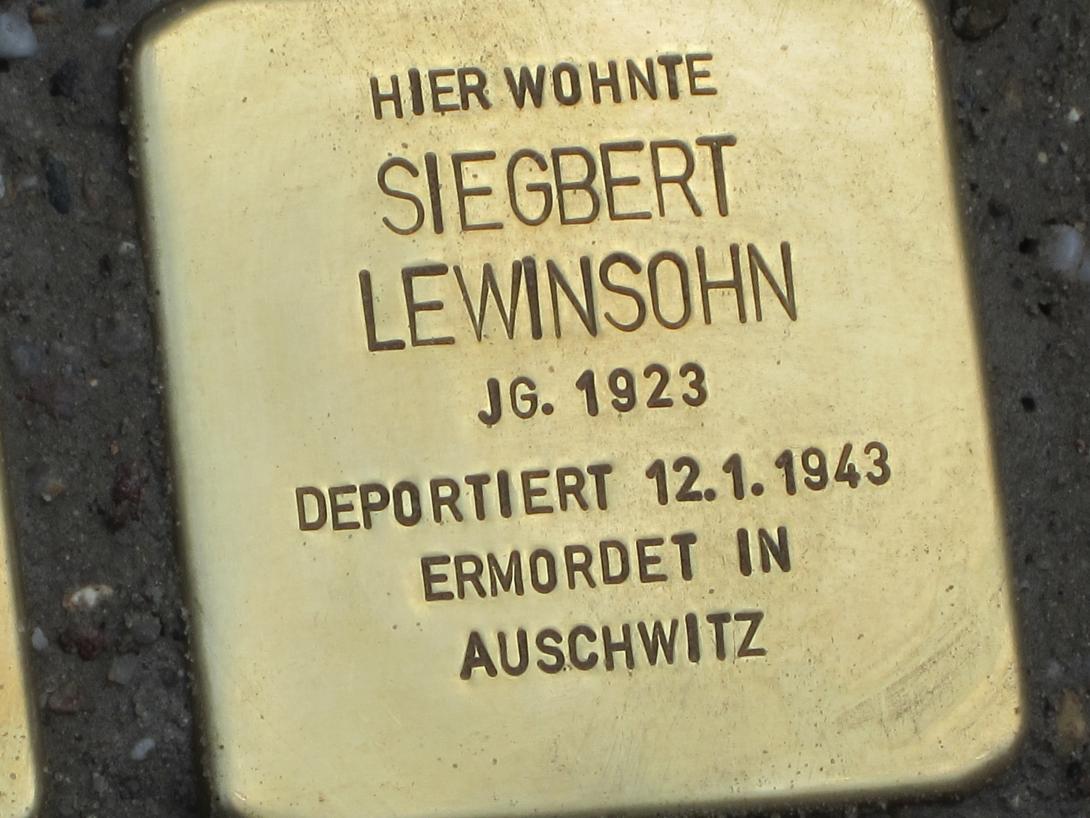 HIER WOHNTE
SIEGBERT
LEWINSOHN
JG. 1923
DEPORTIERT 12.1.1943
ERMORDET IN
AUSCHWITZ